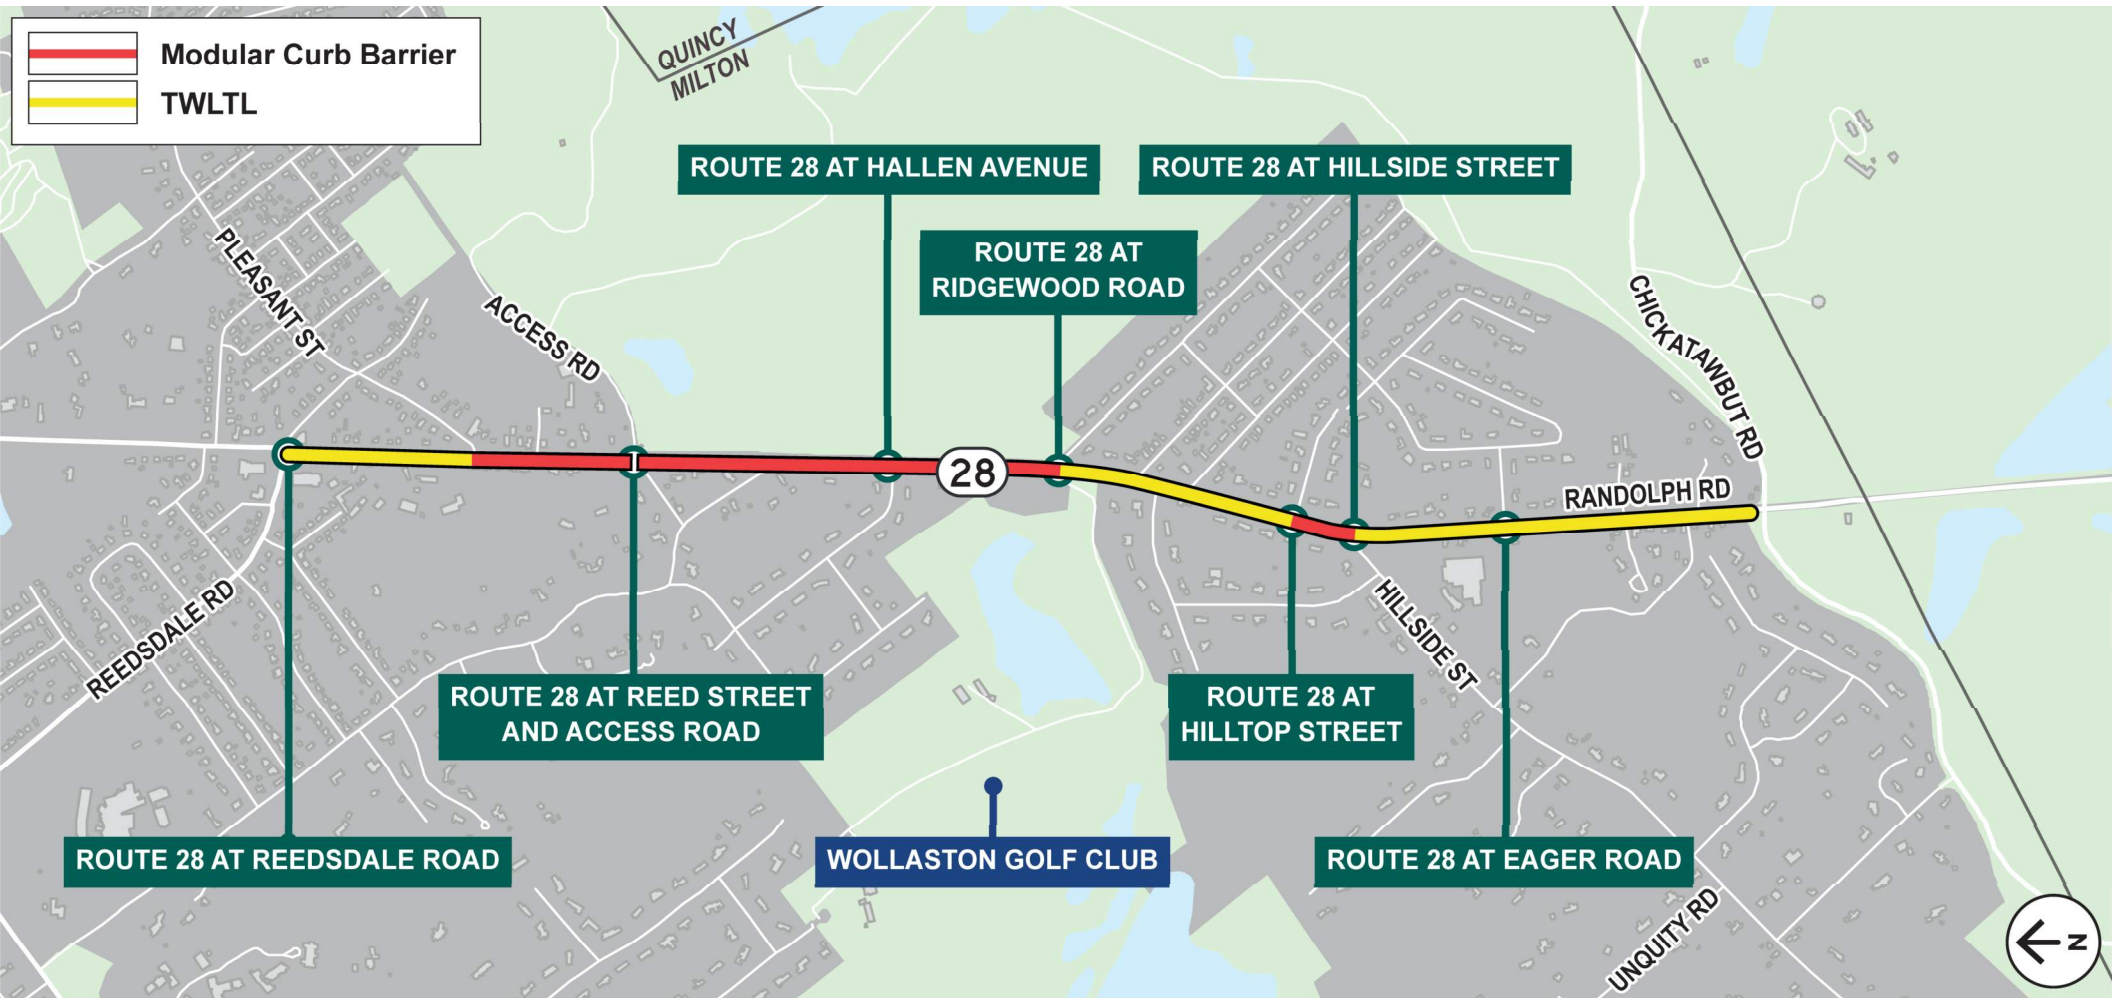 Modular Curb Barrier
TWLTL
QUINCY
MILTON
ROUTE 28 AT HALLEN AVENUE
ROUTE 28 AT HILLSIDE STREET
ROUTE 28 AT
RIDGEWOOD ROAD
PLEASANT ST
ACCESS RD
CHICKATAWBUT RD
28
RANDOLPH RD
REEDSDALE RD
HILLSIDE ST
ROUTE 28 AT REED STREET
AND ACCESS ROAD
ROUTE 28 AT
HILLTOP STREET
ROUTE 28 AT REEDSDALE ROAD
WOLLASTON GOLF CLUB
ROUTE 28 AT EAGER ROAD
UNQUITY RD
N